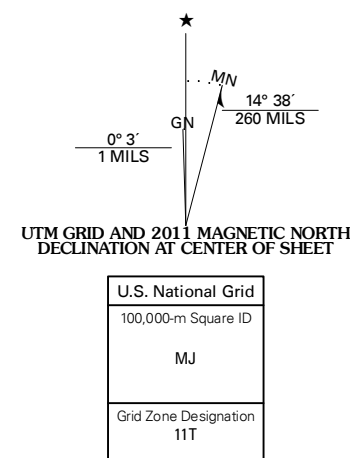 ★
MN
14° 38´
260 MILS
GN
0° 3´
1 MILS
UTM GRID AND 2011 MAGNETIC NORTH
DECLINATION AT CENTER OF SHEET
U.S. National Grid
100,000-m Square ID
MJ
Grid Zone Designation
11T